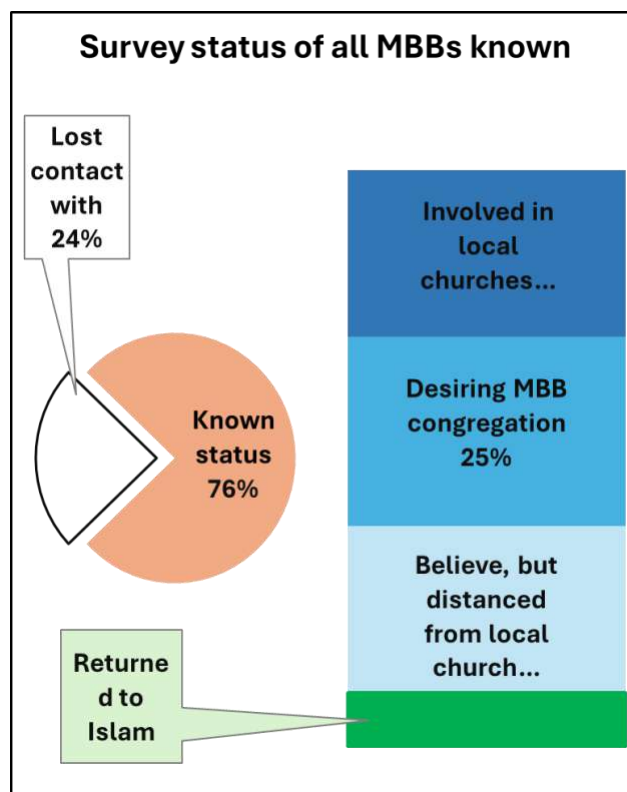 Survey status of all MBBs known
Lost
contact
with
24%
Known
status
76%
Involved in
local
churches...
Desiring MBB
congregation
25%
Believe, but
distanced
from local
church...
Returne
d to
Islam